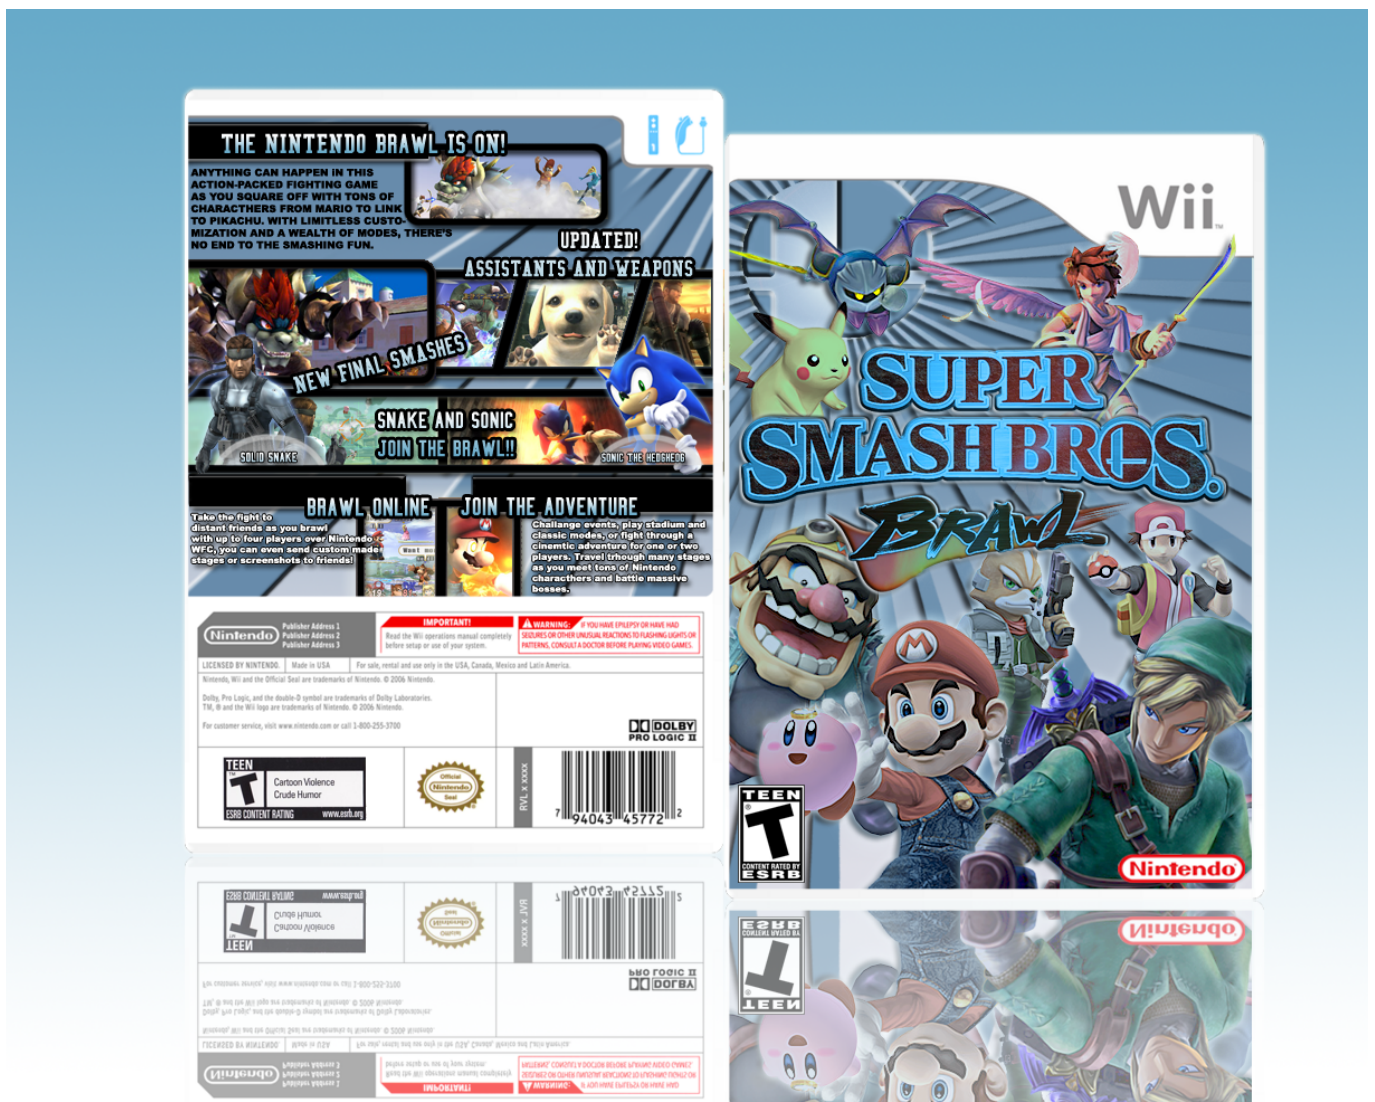 THE NINTENDO BRAWL IS ON!
ANYTHING CAN HAPPEN IN THIS
ACTION-PACKED FIGHTING GAME
AS YOU SQUARE OFF WITH TONS OF
CHARACTHERS FROM MARIO TO LINK
TO PIKACHU. WITH LIMITLESS CUSTO-
MIZATION AND A WEALTH OF MODES, THERE'S
NO END TO THE SMASHING FUN.
UPDATED!
ASSISTANTS AND WEAPONS
NEW FINAL SMASHES
SNAKE AND SONIC
JOIN THE BRAWL!!
SOLID SNAKE
SONIC THE HEDGHEDG
BRAWL ONLINE
Take the fight to
distant friends as you brawl
with up to four players over Nintendo
WFC, you can even send custom made
stages or screenshots to friends!
JOIN THE ADVENTURE
Challange events, play stadium and
classic modes, or fight through a
cinemtic adventure for one or two
players. Travel trhough many stages
as you meet tons of Nintendo
characthers and battle massive
bosses.
Nintendo
Publisher Address 1
Publisher Address 2
Publisher Address 3
IMPORTANT!
Read the Wii operations manual completely
before setup or use of your system.
WARNING: IF YOU HAVE EPILEPSY OR HAVE HAD
SEIZURES OR OTHER UNUSUAL REACTIONS TO FLASHING LIGHTS OR
PATTERNS, CONSULT A DOCTOR BEFORE PLAYING VIDEO GAMES.
LICENSED BY NINTENDO. Made in USA For sale, rental and use only in the USA, Canada, Mexico and Latin America.
Nintendo, Wii and the Official Seal are trademarks of Nintendo. © 2006 Nintendo.
Dolby, Pro Logic, and the double-D symbol are trademarks of Dolby Laboratories.
TM, ® and the Wii logo are trademarks of Nintendo. © 2006 Nintendo.
For customer service, visit www.nintendo.com or call 1-800-255-3700
DOLBY
PRO LOGIC II
TEEN
T
Cartoon Violence
Crude Humor
ESRB CONTENT RATING www.esrb.org
Official
Nintendo
Seal
RVL X XXXX
7 94043 45772 2
Wii
SUPER
SMASH BROS.
BRAWL
TEEN
T
CONTENT RATED BY
ESRB
Nintendo